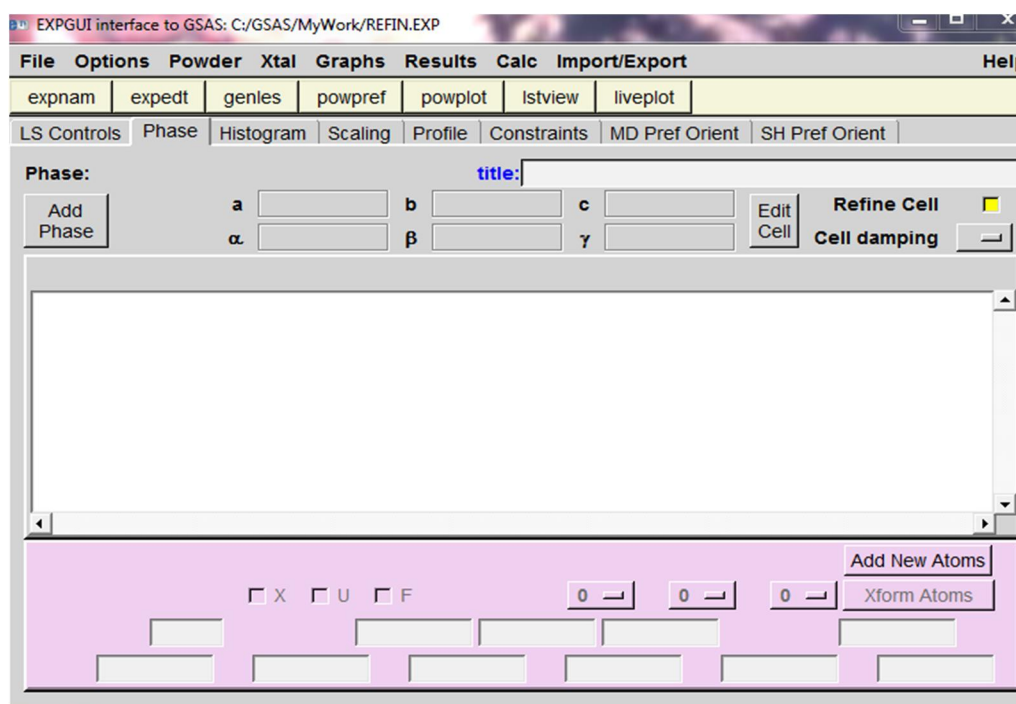 EXPGUI interface to GSAS: C:/GSAS/MyWork/REFIN.EXP
File Options Powder Xtal Graphs Results Calc Import/Export Help
expnam expedt genles powpref powplot lstview liveplot
LS Controls Phase Histogram Scaling Profile Constraints MD Pref Orient SH Pref Orient
Phase: title:
Add Phase a b c Edit Cell Refine Cell
α β γ Cell damping
Add New Atoms
X U F 0 0 0 Xform Atoms